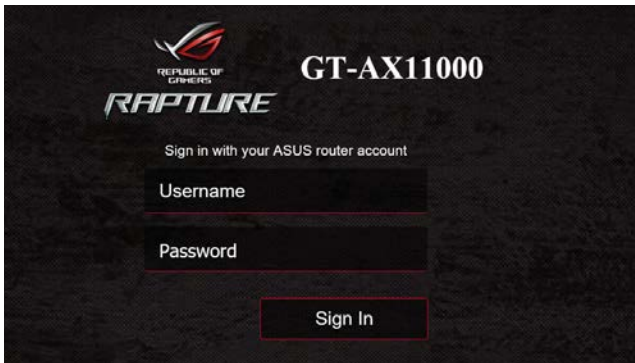 REPUBLIC OF
GAMERS
RAPTURE
GT-AX11000
Sign in with your ASUS router account
Username
Password
Sign In